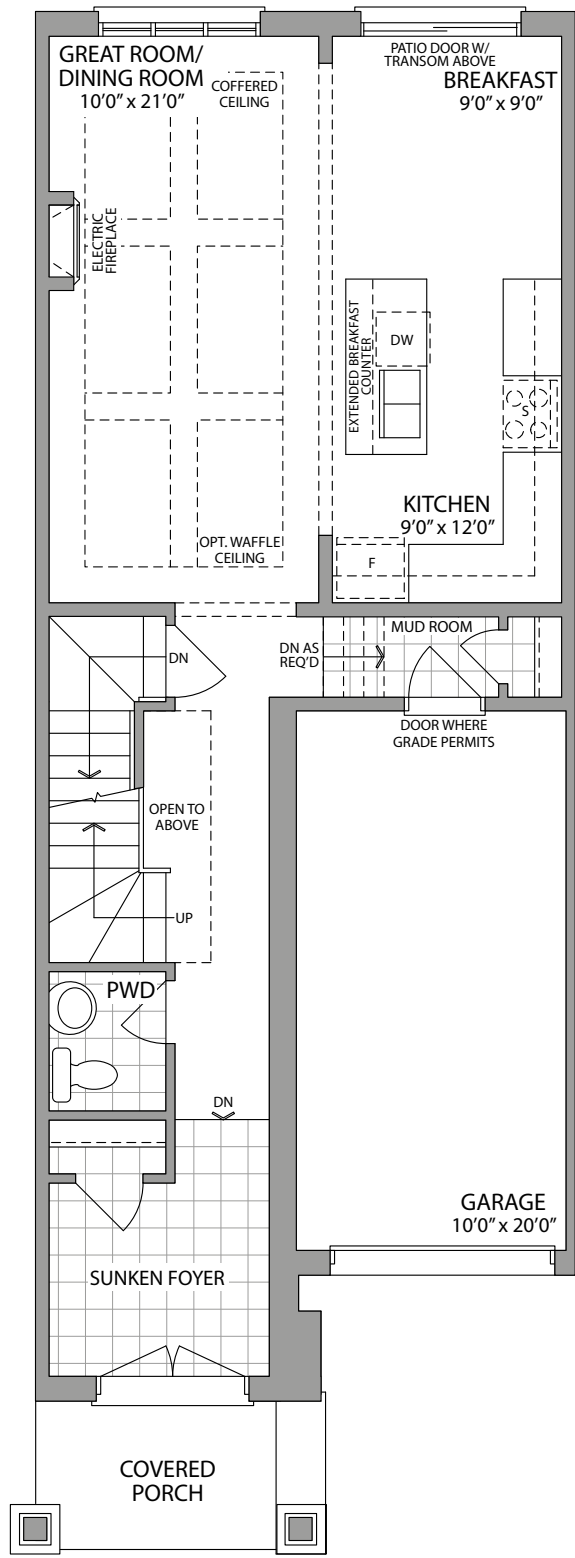 GREAT ROOM/
DINING ROOM
10'0" x 21'0"
COFFERED
CEILING
PATIO DOOR W/
TRANSOM ABOVE
BREAKFAST
9'0" x 9'0"
ELECTRIC
FIREPLACE
EXTENDED BREAKFAST
COUNTER
DW
S
KITCHEN
9'0" x 12'0"
OPT. WAFFLE
CEILING
F
DN
DN AS
REQ'D
MUD ROOM
DOOR WHERE
GRADE PERMITS
OPEN TO
ABOVE
UP
PWD
DN
GARAGE
10'0" x 20'0"
SUNKEN FOYER
COVERED
PORCH